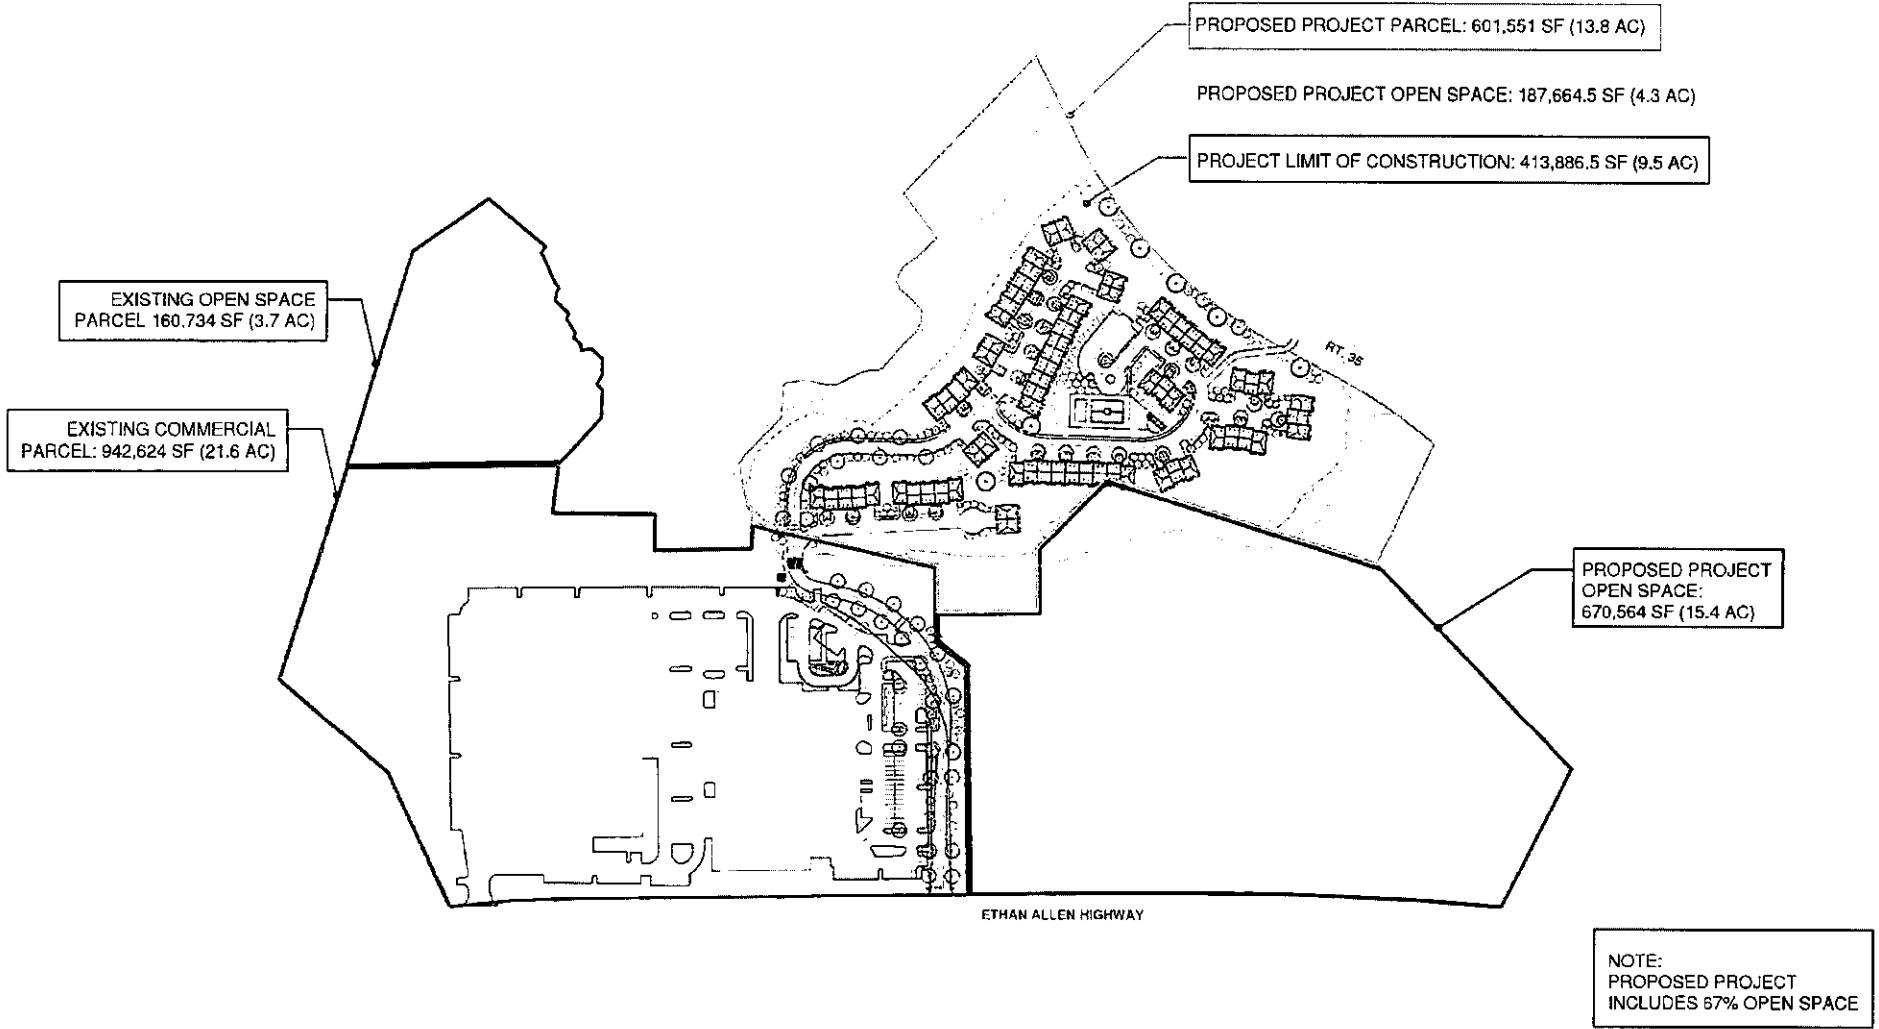 PROPOSED PROJECT PARCEL: 601,551 SF (13.8 AC)
PROPOSED PROJECT OPEN SPACE: 187,664.5 SF (4.3 AC)
PROJECT LIMIT OF CONSTRUCTION: 413,886.5 SF (9.5 AC)
EXISTING OPEN SPACE
PARCEL 160,734 SF (3.7 AC)
RT. 35
EXISTING COMMERCIAL
PARCEL: 942,624 SF (21.6 AC)
PROPOSED PROJECT
OPEN SPACE:
670,564 SF (15.4 AC)
ETHAN ALLEN HIGHWAY
NOTE:
PROPOSED PROJECT
INCLUDES 67% OPEN SPACE